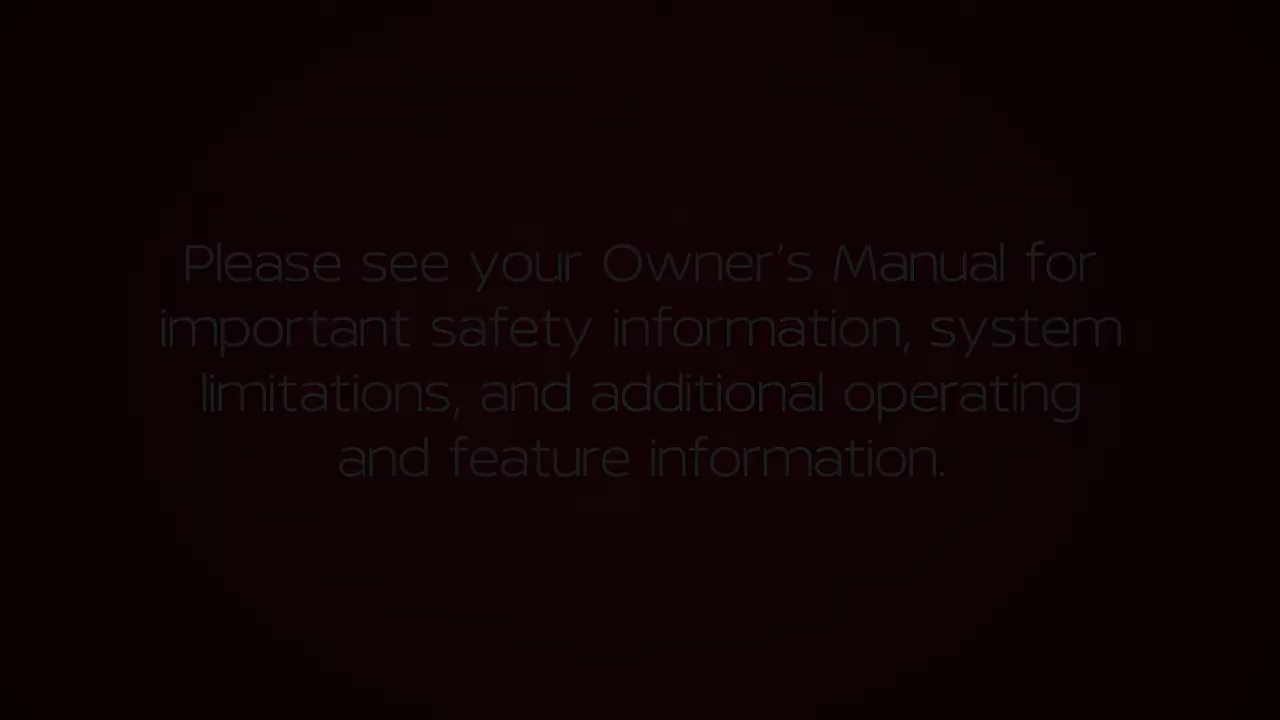 Please see your Owner’s Manual for
important safety information, system
limitations, and additional operating
and feature information.